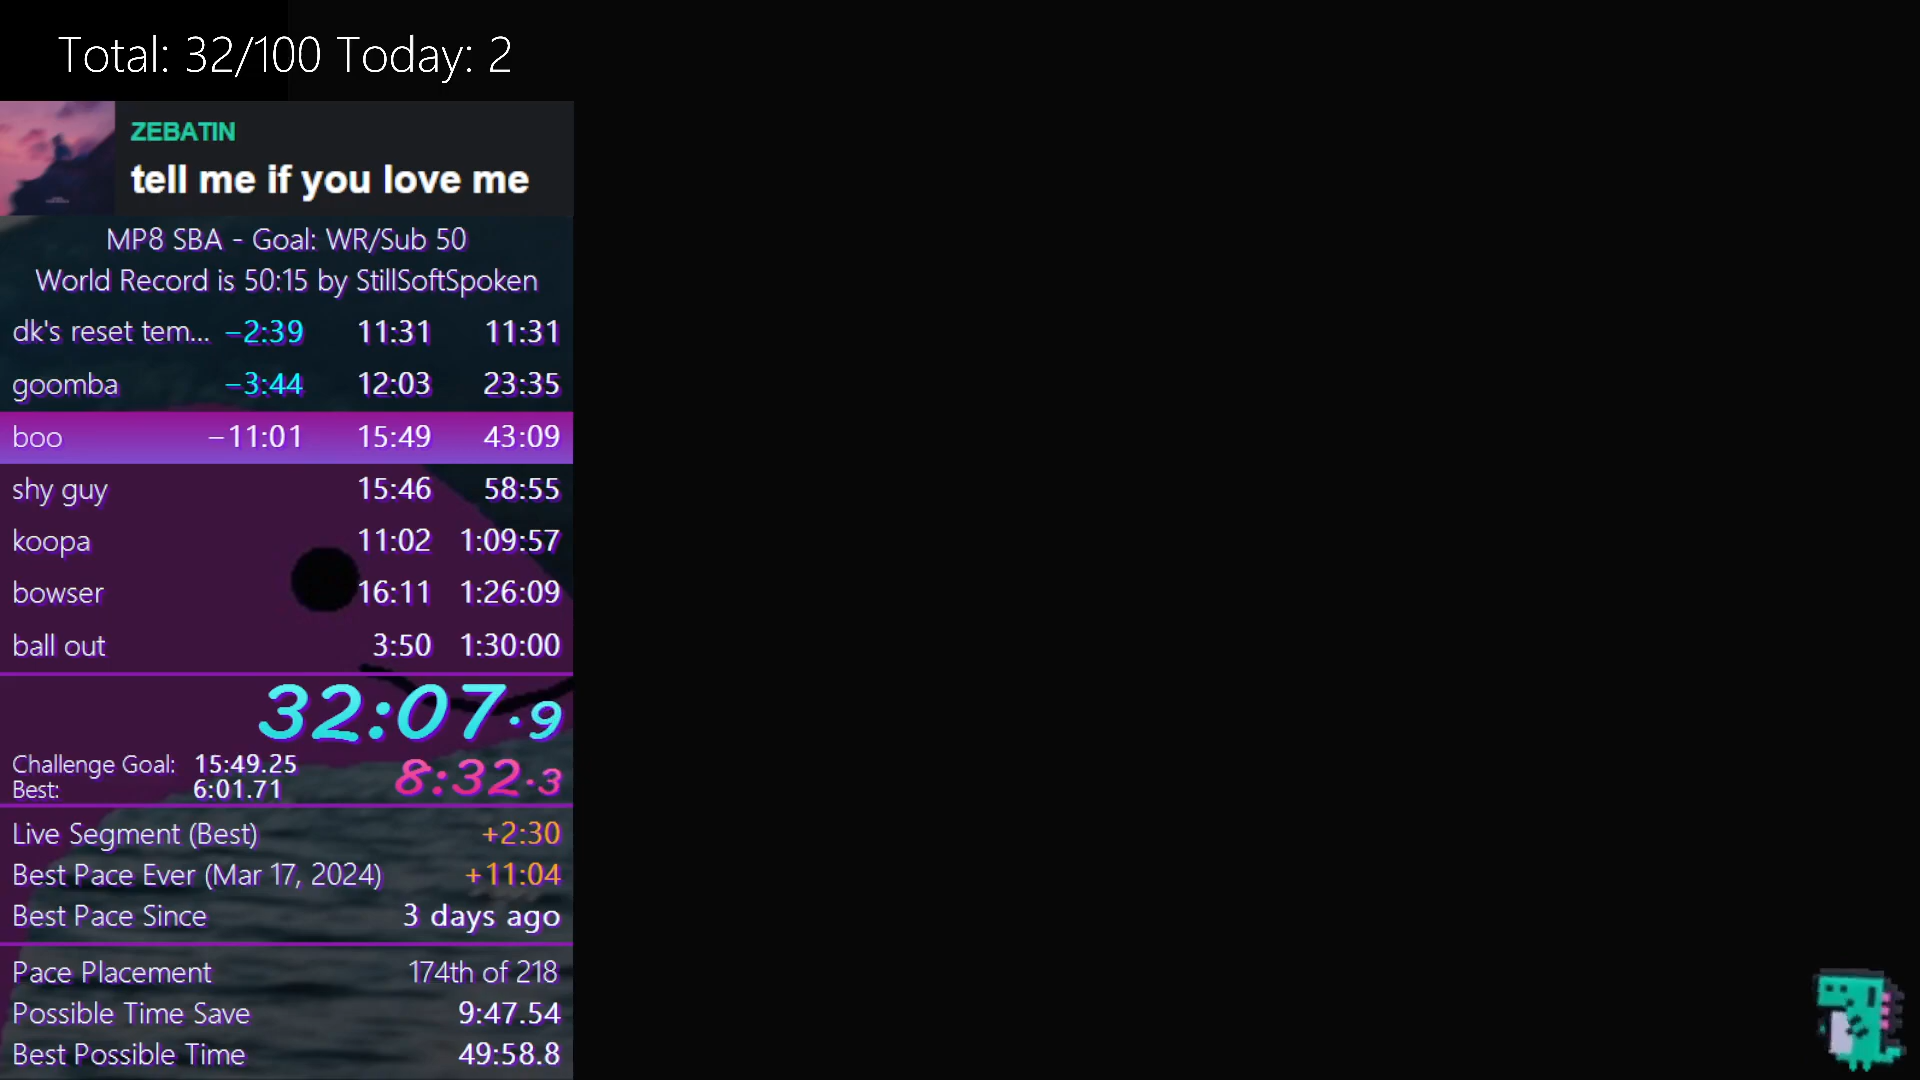 Total: 32/100 Today: 2
ZEBATIN
tell me if you love me
MP8 SBA - Goal: WR/Sub 50
World Record is 50:15 by StillSoftSpoken
dk's reset tem... −2:39 11:31 11:31
goomba −3:44 12:03 23:35
boo −11:01 15:49 43:09
shy guy 15:46 58:55
koopa 11:02 1:09:57
bowser 16:11 1:26:09
ball out 3:50 1:30:00
32:07.9
Challenge Goal: 15:49.25
Best: 6:01.71
8:32.3
Live Segment (Best) +2:30
Best Pace Ever (Mar 17, 2024) +11:04
Best Pace Since 3 days ago
Pace Placement 174th of 218
Possible Time Save 9:47.54
Best Possible Time 49:58.8